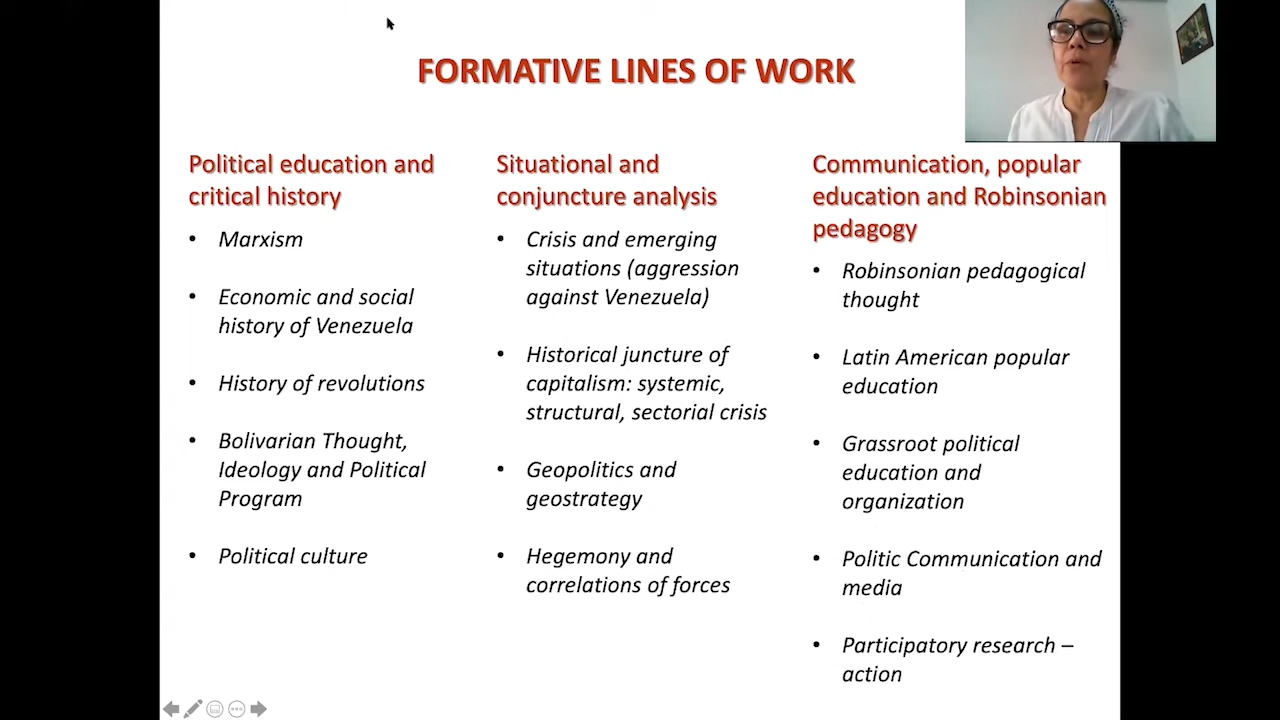 FORMATIVE LINES OF WORK
Political education and
critical history
• Marxism
• Economic and social
history of Venezuela
• History of revolutions
• Bolivarian Thought,
Ideology and Political
Program
• Political culture
Situational and
conjuncture analysis
• Crisis and emerging
situations (aggression
against Venezuela)
• Historical juncture of
capitalism: systemic,
structural, sectorial crisis
• Geopolitics and
geostrategy
• Hegemony and
correlations of forces
Communication, popular
education and Robinsonian
pedagogy
• Robinsonian pedagogical
thought
• Latin American popular
education
• Grassroot political
education and
organization
• Politic Communication and
media
• Participatory research –
action